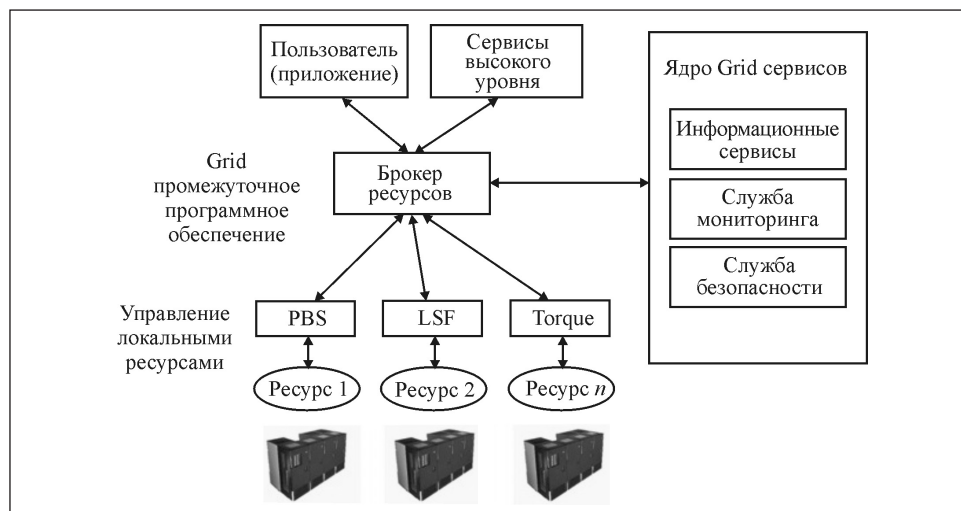 Пользователь
(приложение)
Сервисы
высокого
уровня
Ядро Grid сервисов
Информационные
сервисы
Служба
мониторинга
Служба
безопасности
Grid
промежуточное
программное
обеспечение
Брокер
ресурсов
Управление
локальными
ресурсами
PBS
LSF
Torque
Ресурс 1
Ресурс 2
Ресурс n